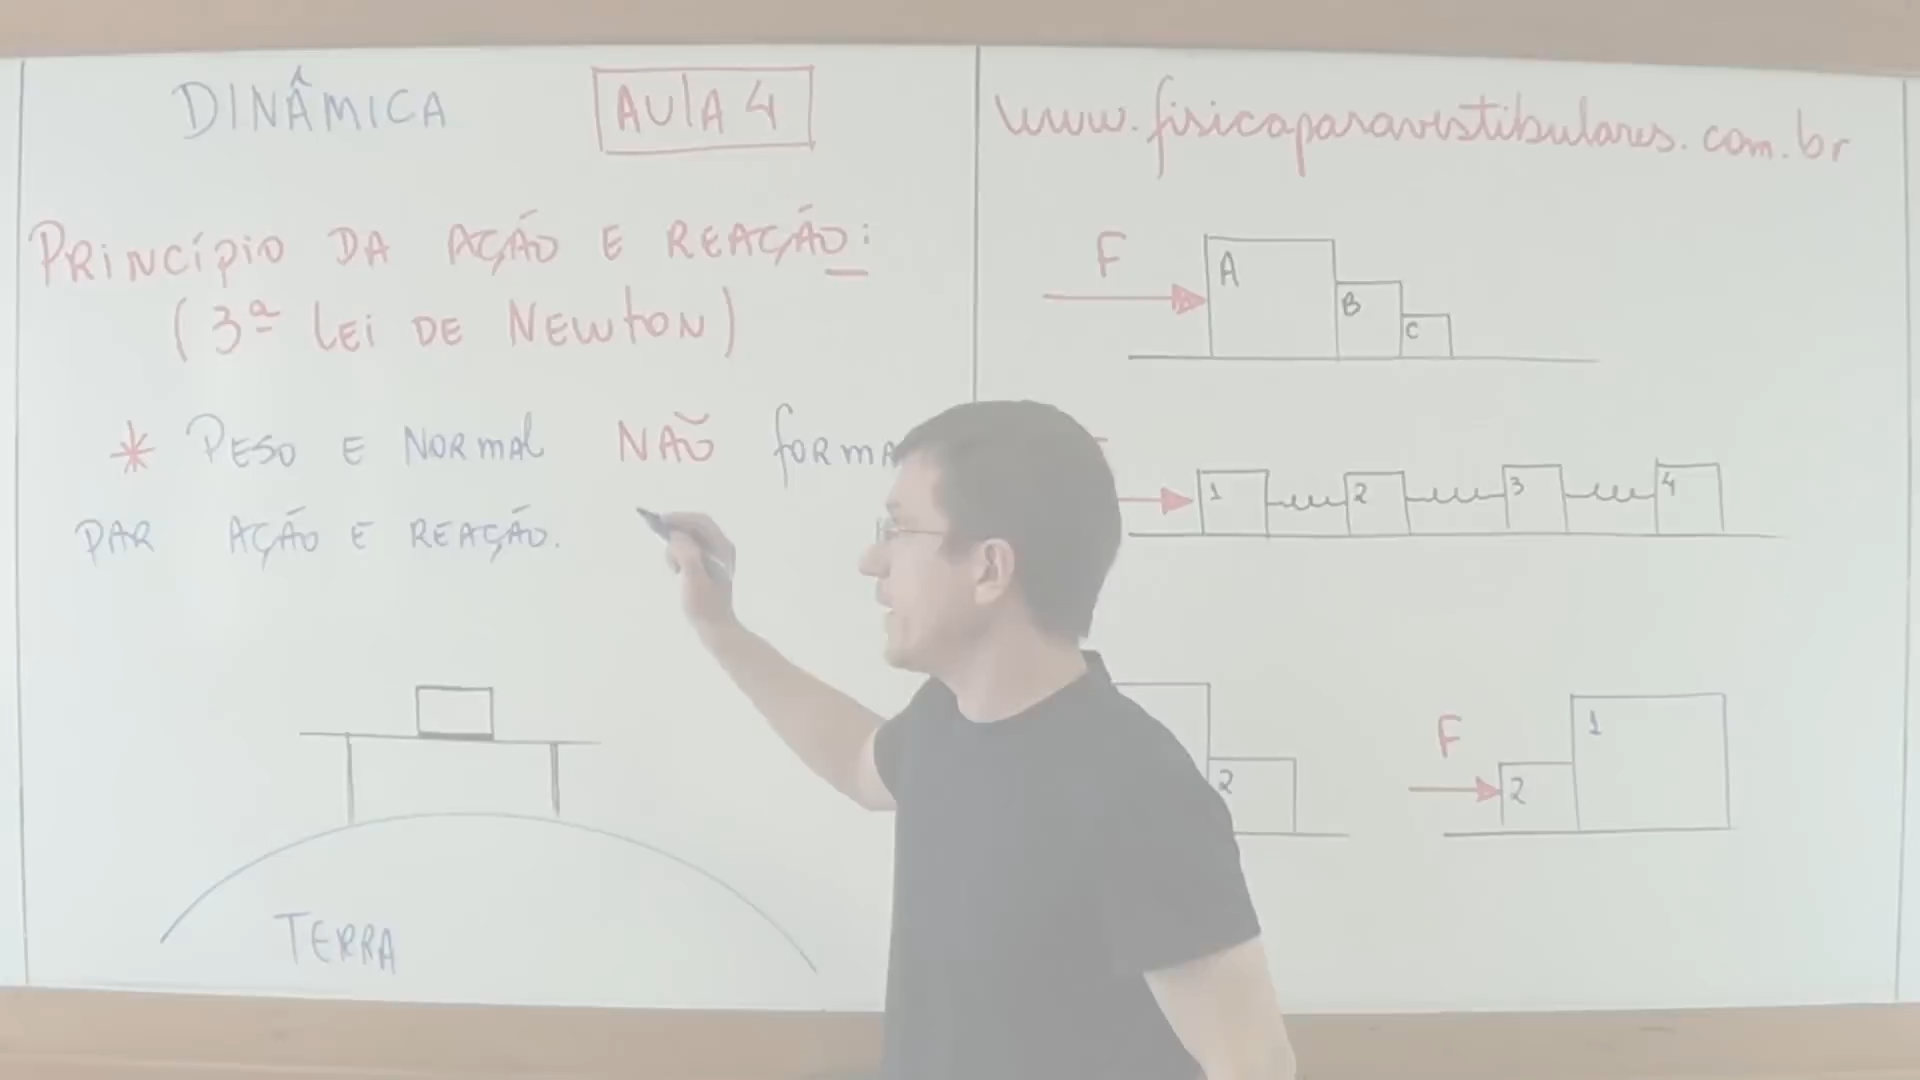 DINÂMICA AULA 4
PRINCÍPIO DA AÇÃO E REAÇÃO:
(3ª LEI DE NEWTON)
* PESO E NORMAL NÃO FORMA
PAR AÇÃO E REAÇÃO.
TERRA
www.fisicaparavestibulares.com.br
F
A
B
C
1 2 3 4
2
F
2
1